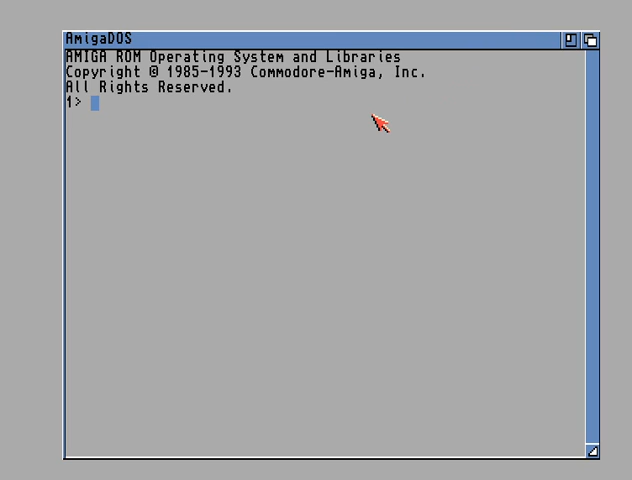 AmigaDOS
AMIGA ROM Operating System and Libraries
Copyright © 1985-1993 Commodore-Amiga, Inc.
All Rights Reserved.
1>